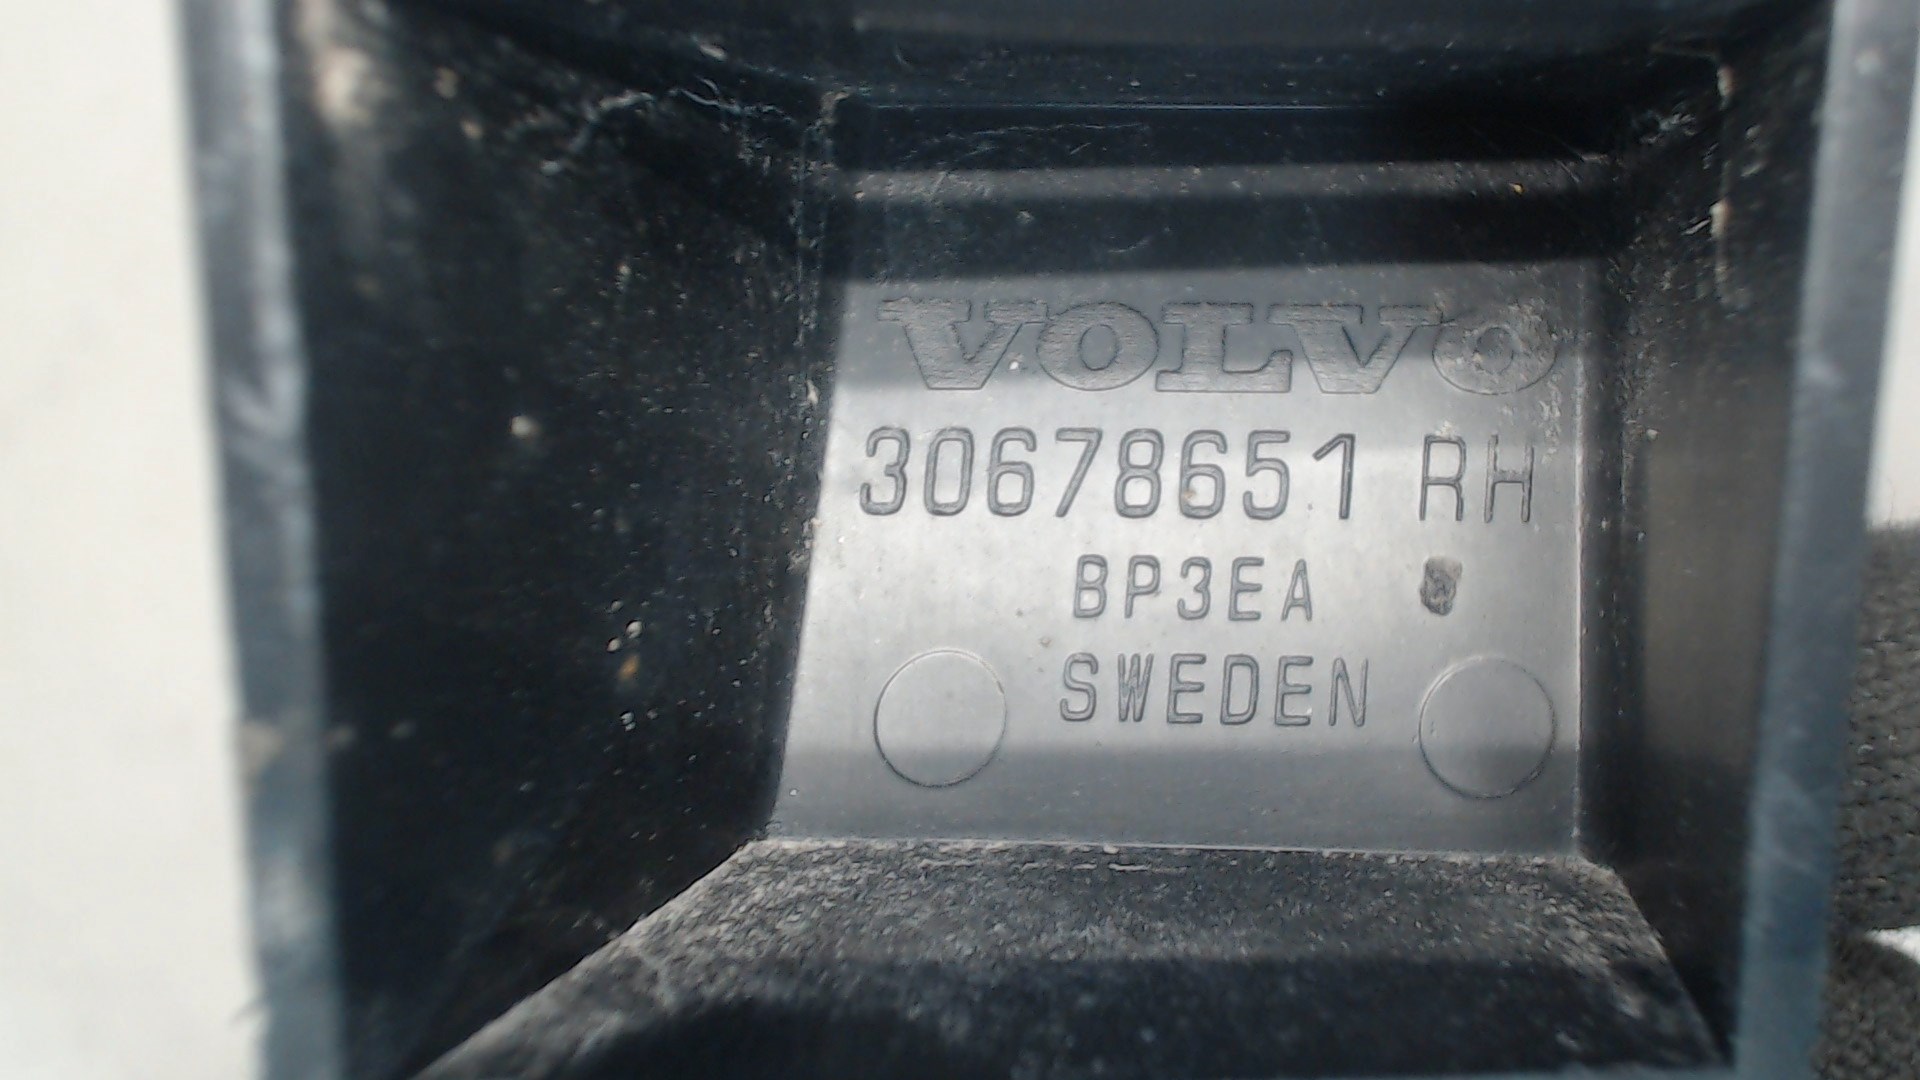 VOLVO
30678651 RH
BP3EA
SWEDEN